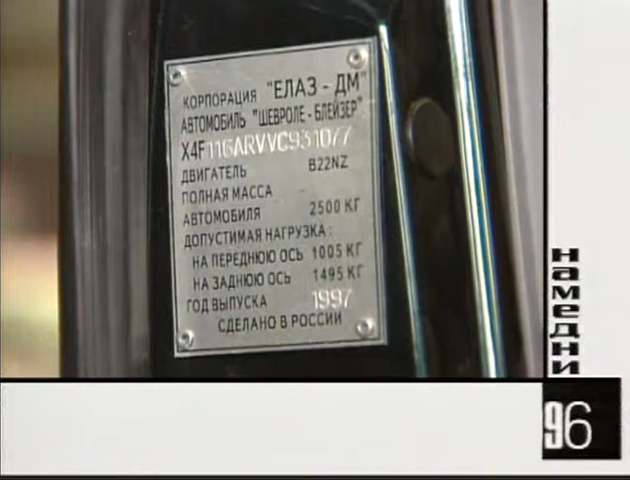 КОРПОРАЦИЯ "ЕЛАЗ - ДМ"
АВТОМОБИЛЬ "ШЕВРОЛЕ - БЛЕЙЗЕР"
X4F116ARVVC931077
ДВИГАТЕЛЬ B22NZ
ПОЛНАЯ МАССА
АВТОМОБИЛЯ 2500 КГ
ДОПУСТИМАЯ НАГРУЗКА :
НА ПЕРЕДНЮЮ ОСЬ 1005 КГ
НА ЗАДНЮЮ ОСЬ 1495 КГ
ГОД ВЫПУСКА 1997
СДЕЛАНО В РОССИИ
намедни
96